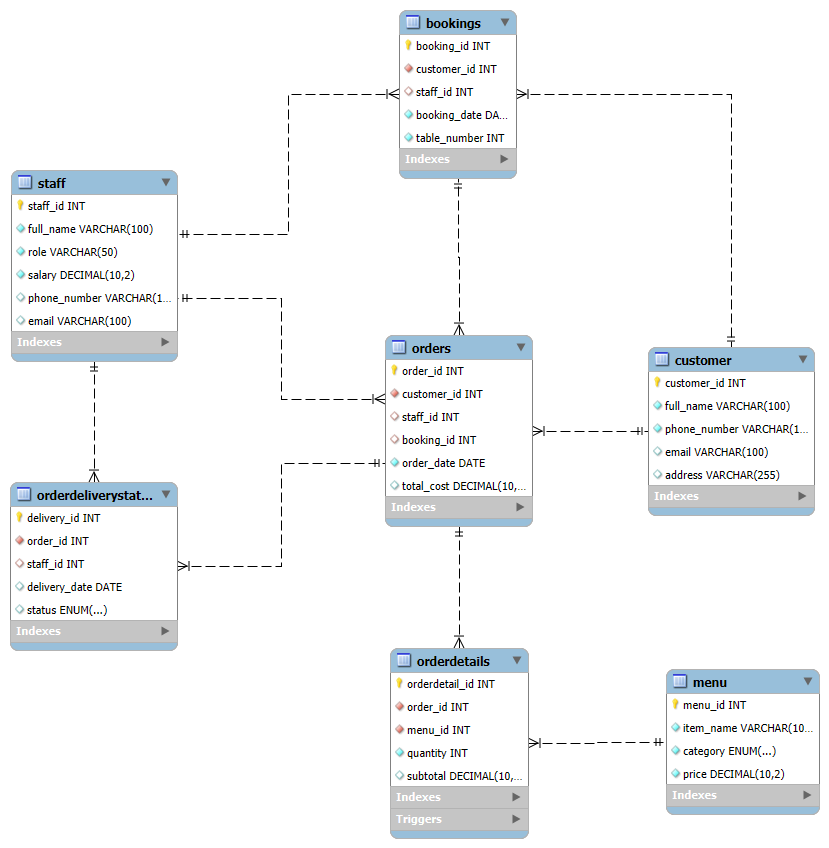 bookings
booking_id INT
customer_id INT
staff_id INT
booking_date DA...
table_number INT
Indexes
staff
staff_id INT
full_name VARCHAR(100)
role VARCHAR(50)
salary DECIMAL(10,2)
phone_number VARCHAR(1...
email VARCHAR(100)
Indexes
orders
order_id INT
customer_id INT
staff_id INT
booking_id INT
order_date DATE
total_cost DECIMAL(10,...
Indexes
customer
customer_id INT
full_name VARCHAR(100)
phone_number VARCHAR(1...
email VARCHAR(100)
address VARCHAR(255)
Indexes
orderdeliverystat...
delivery_id INT
order_id INT
staff_id INT
delivery_date DATE
status ENUM(...)
Indexes
orderdetails
orderdetail_id INT
order_id INT
menu_id INT
quantity INT
subtotal DECIMAL(10,...
Indexes
Triggers
menu
menu_id INT
item_name VARCHAR(10...
category ENUM(...)
price DECIMAL(10,2)
Indexes